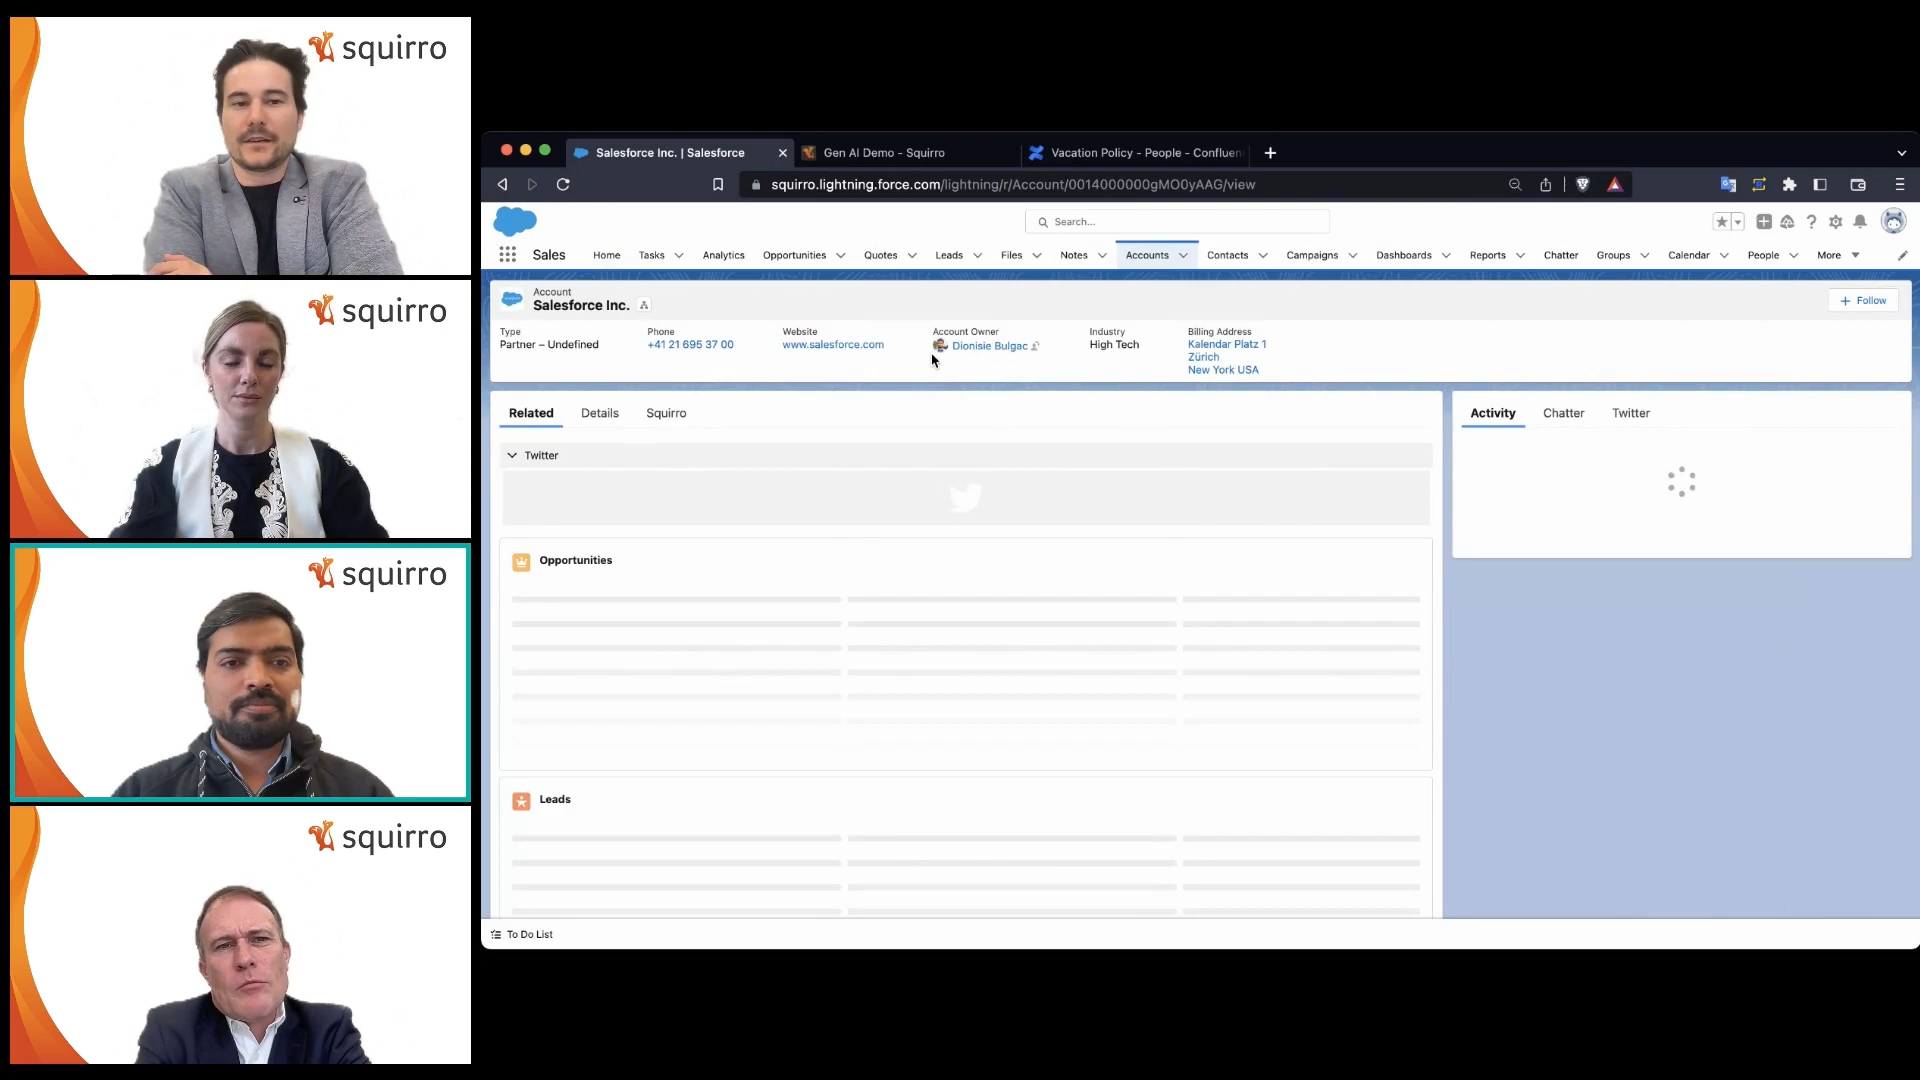 squirro
squirro
squirro
squirro
Salesforce Inc. | Salesforce
Gen AI Demo - Squirro
Vacation Policy - People - Confluen
squirro.lightning.force.com/lightning/r/Account/0014000000gMO0yAAG/view
Search...
Sales
Home Tasks Analytics Opportunities Quotes Leads Files Notes Accounts Contacts Campaigns Dashboards Reports Chatter Groups Calendar People More
Account
Salesforce Inc.
+ Follow
Type Phone Website Account Owner Industry Billing Address
Partner – Undefined +41 21 695 37 00 www.salesforce.com Dionisie Bulgac High Tech Kalendar Platz 1
Zürich
New York USA
Related Details Squirro
Activity Chatter Twitter
Twitter
Opportunities
Leads
To Do List